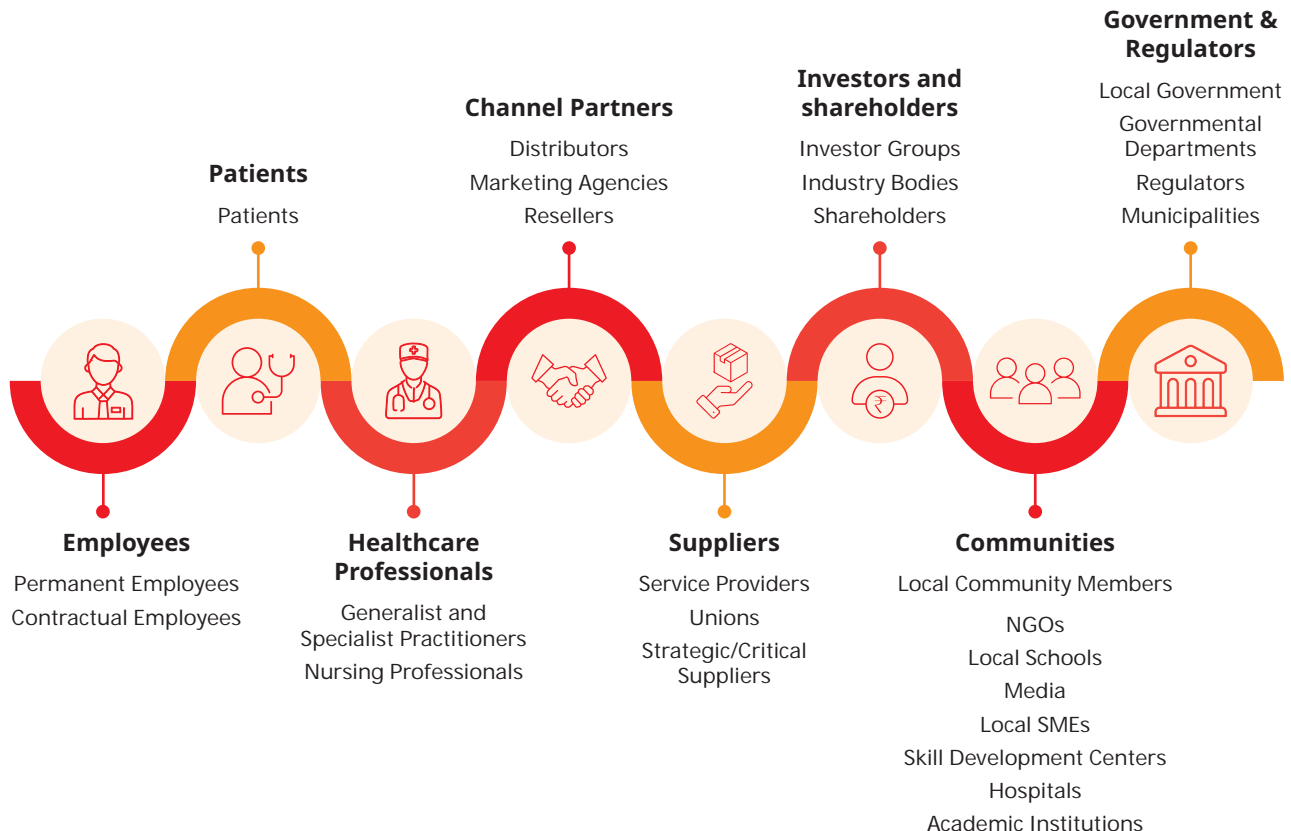 Employees
Permanent Employees
Contractual Employees
Patients
Patients
Healthcare
Professionals
Generalist and
Specialist Practitioners
Nursing Professionals
Channel Partners
Distributors
Marketing Agencies
Resellers
Suppliers
Service Providers
Unions
Strategic/Critical
Suppliers
Investors and
shareholders
Investor Groups
Industry Bodies
Shareholders
₹
Communities
Local Community Members
NGOs
Local Schools
Media
Local SMEs
Skill Development Centers
Hospitals
Academic Institutions
Government &
Regulators
Local Government
Governmental
Departments
Regulators
Municipalities